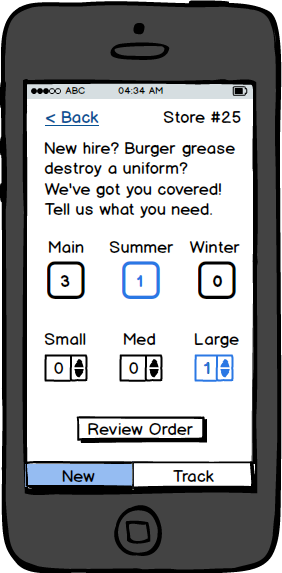 ABC 04:34 AM
< Back Store #25
New hire? Burger grease
destroy a uniform?
We've got you covered!
Tell us what you need.
Main Summer Winter
3 1 0
Small Med Large
0 0 1
Review Order
New Track